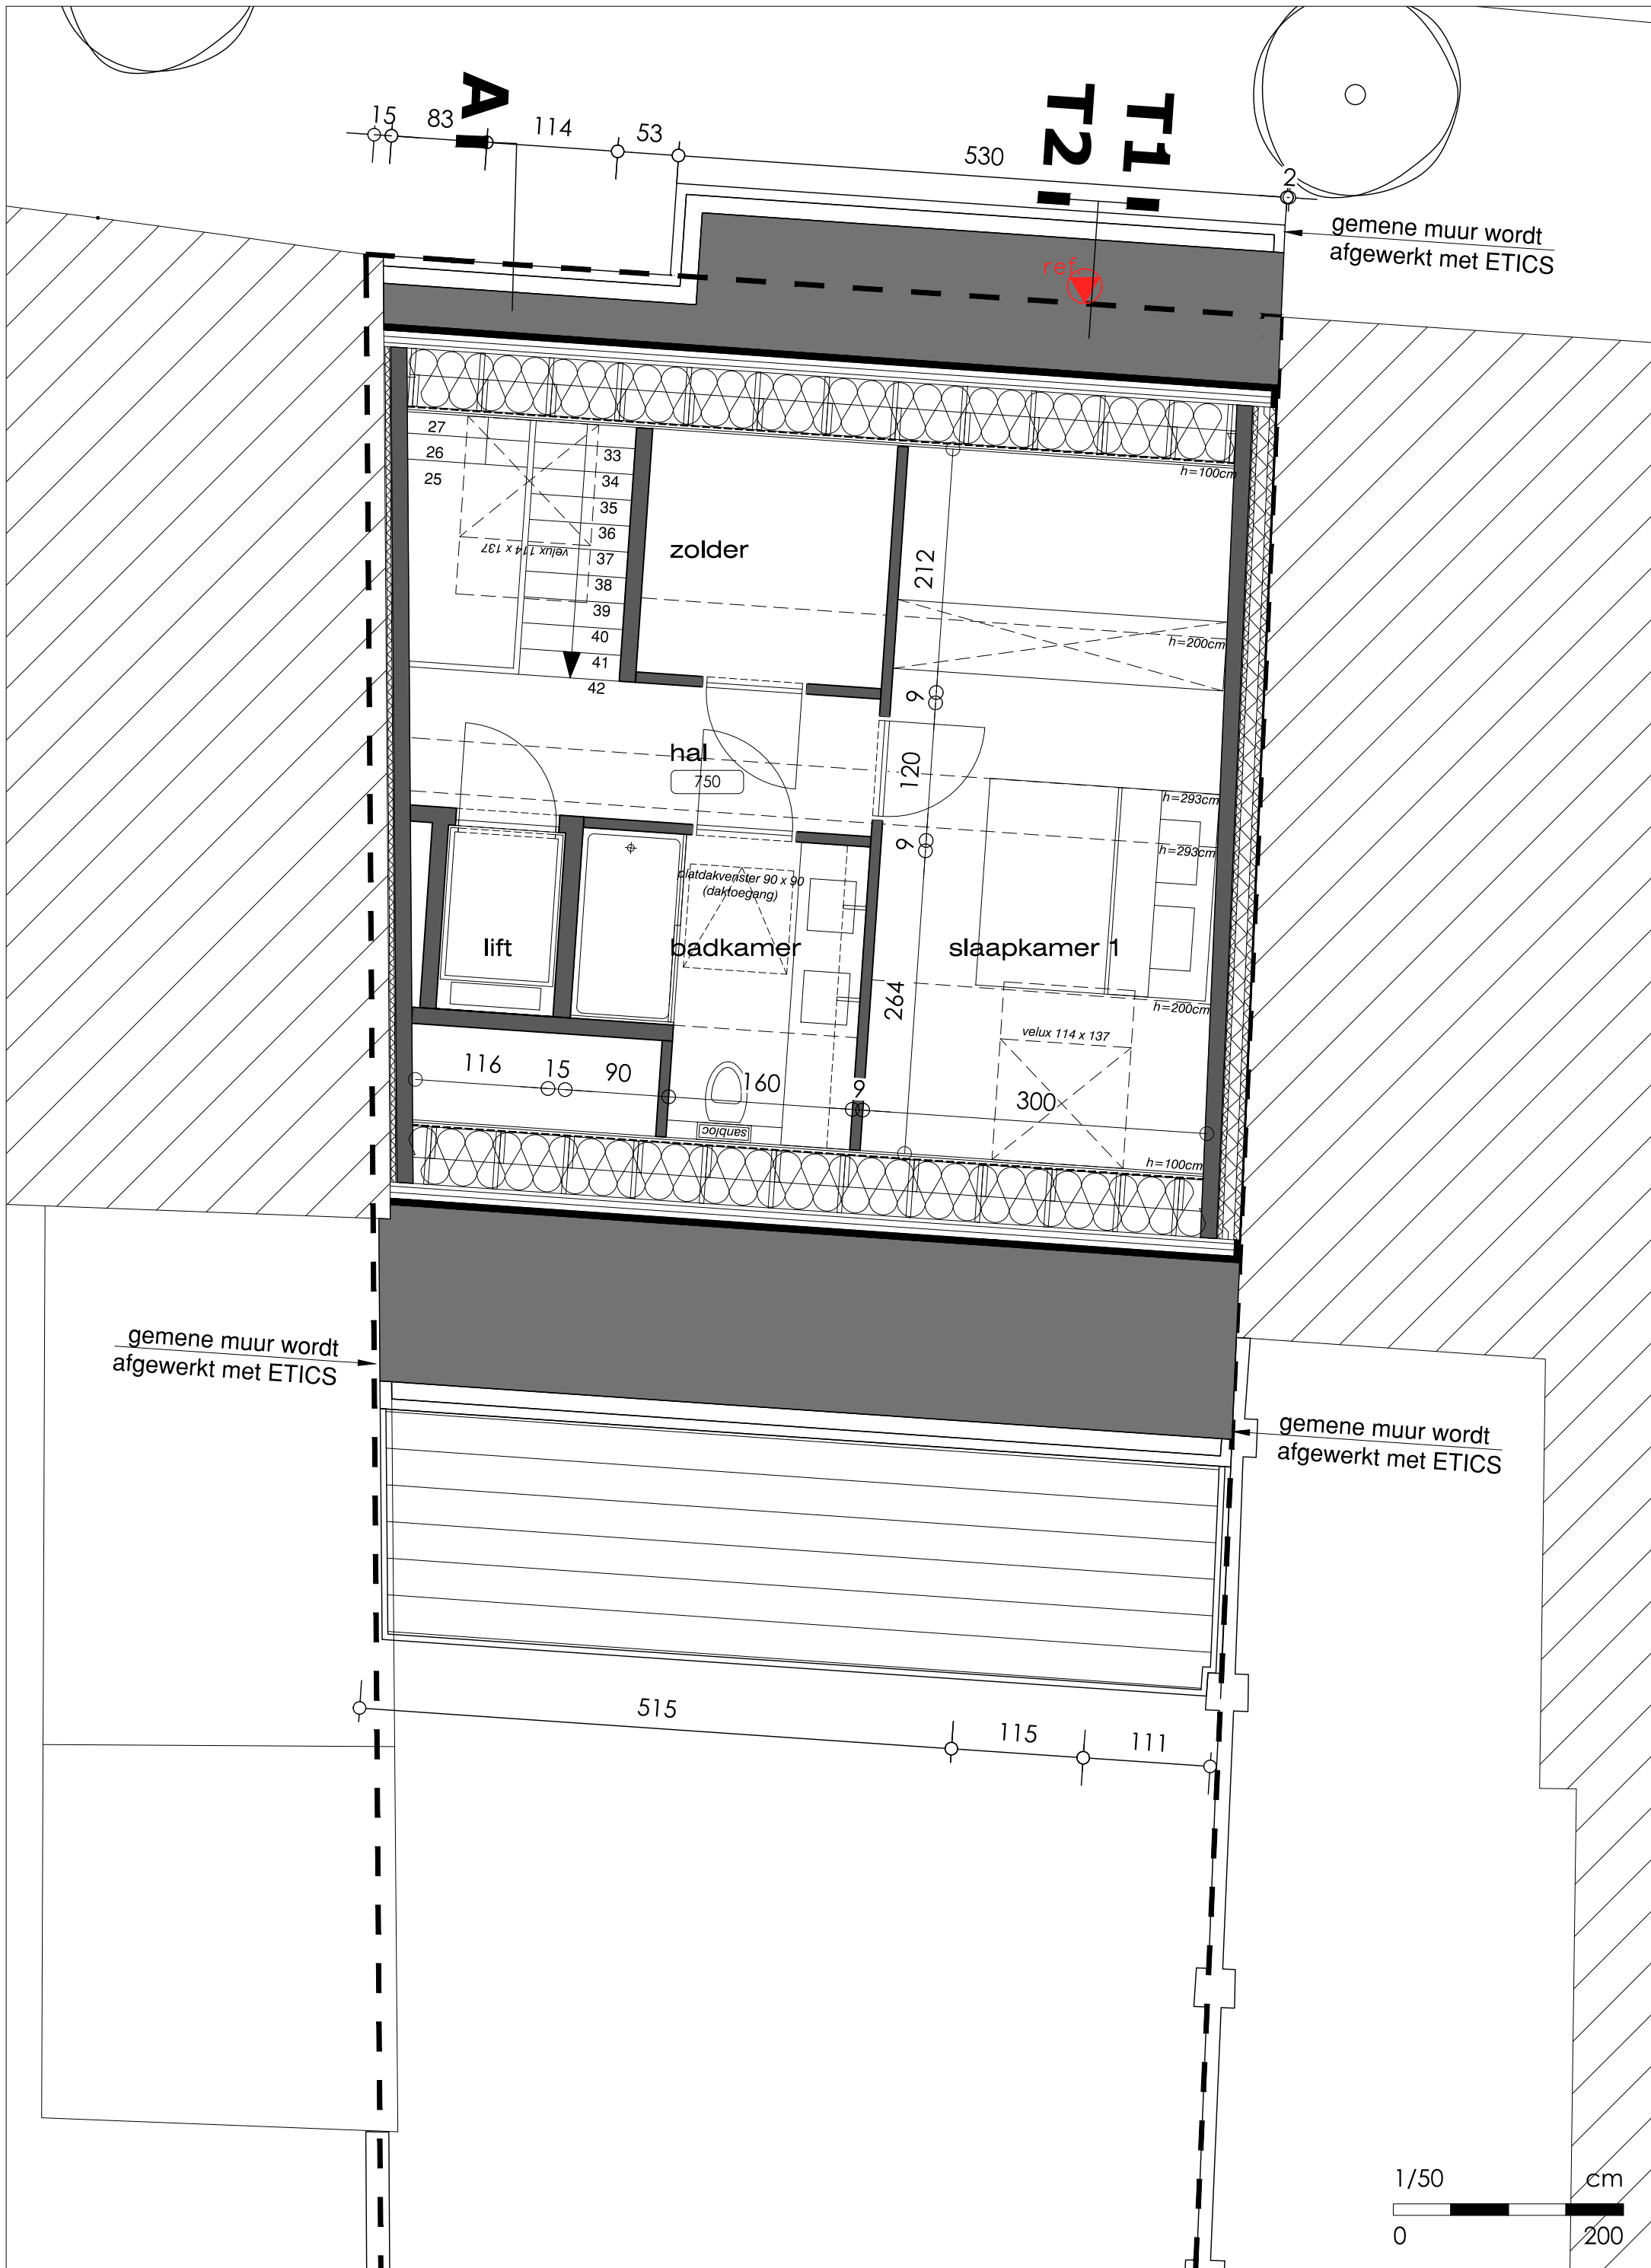 15
83
A
114
53
530
T2
T1
2
gemene muur wordt
afgewerkt met ETICS
ref.
27
26
25
33
34
35
36
37
38
39
40
41
42
velux 114 x 137
zolder
212
h=100cm
h=200cm
9
hal
750
120
h=293cm
9
h=293cm
platdakvenster 90 x 90
(daktoegang)
lift
badkamer
slaapkamer 1
264
h=200cm
velux 114 x 137
116
15
90
160
9
300
sanbloc
h=100cm
gemene muur wordt
afgewerkt met ETICS
gemene muur wordt
afgewerkt met ETICS
515
115
111
1/50
cm
0
200